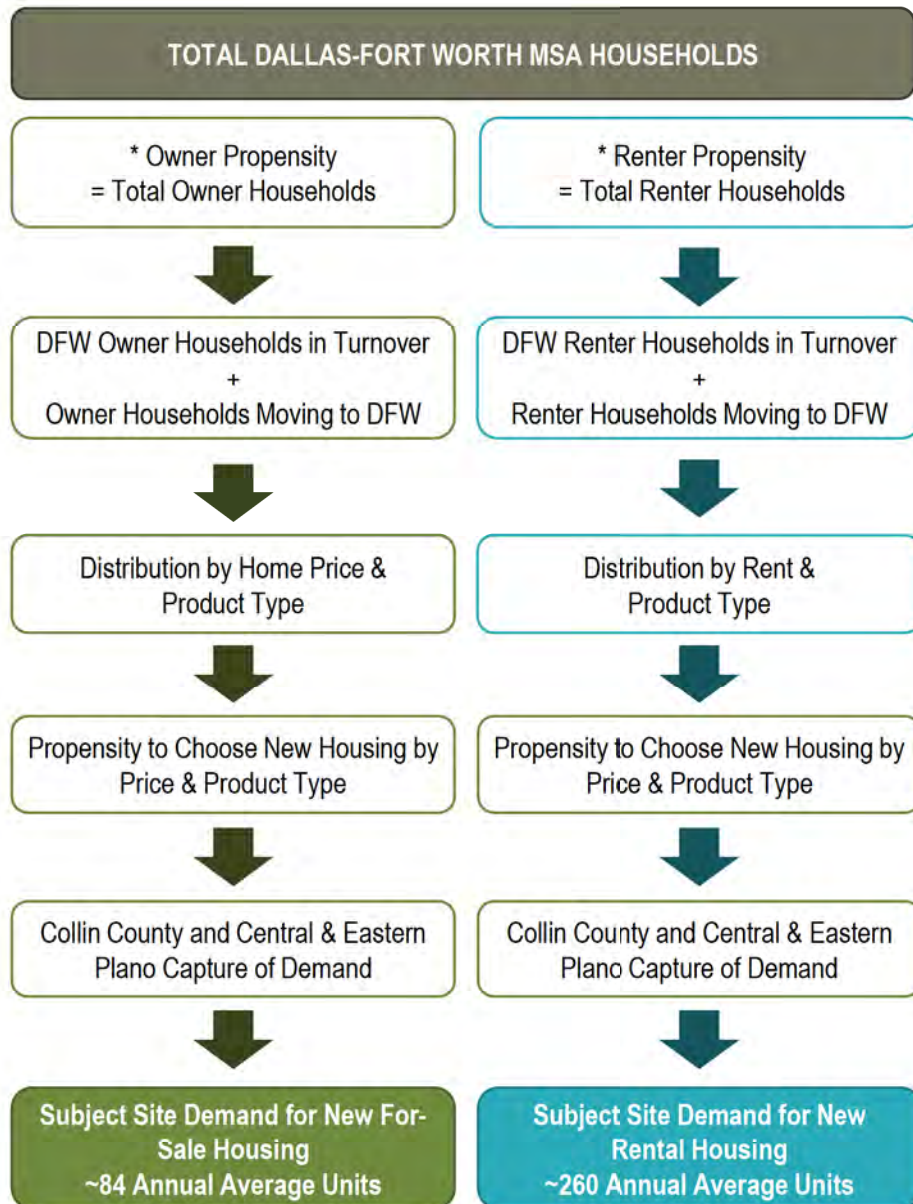 TOTAL DALLAS-FORT WORTH MSA HOUSEHOLDS
* Owner Propensity
= Total Owner Households
* Renter Propensity
= Total Renter Households
DFW Owner Households in Turnover
+
Owner Households Moving to DFW
DFW Renter Households in Turnover
+
Renter Households Moving to DFW
Distribution by Home Price &
Product Type
Distribution by Rent &
Product Type
Propensity to Choose New Housing by
Price & Product Type
Propensity to Choose New Housing by
Price & Product Type
Collin County and Central & Eastern
Plano Capture of Demand
Collin County and Central & Eastern
Plano Capture of Demand
Subject Site Demand for New For-
Sale Housing
~84 Annual Average Units
Subject Site Demand for New
Rental Housing
~260 Annual Average Units